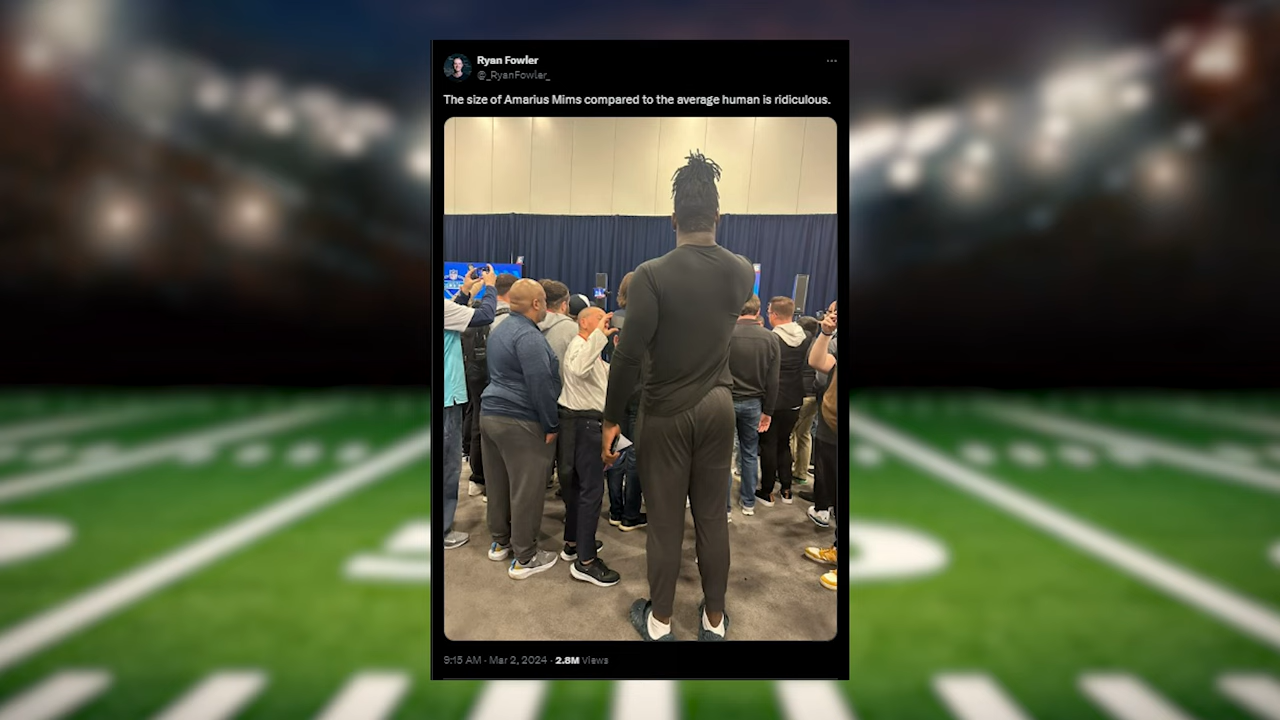 Ryan Fowler
@_RyanFowler_
The size of Amarius Mims compared to the average human is ridiculous.
NFL
9:15 AM · Mar 2, 2024 · 2.8M Views